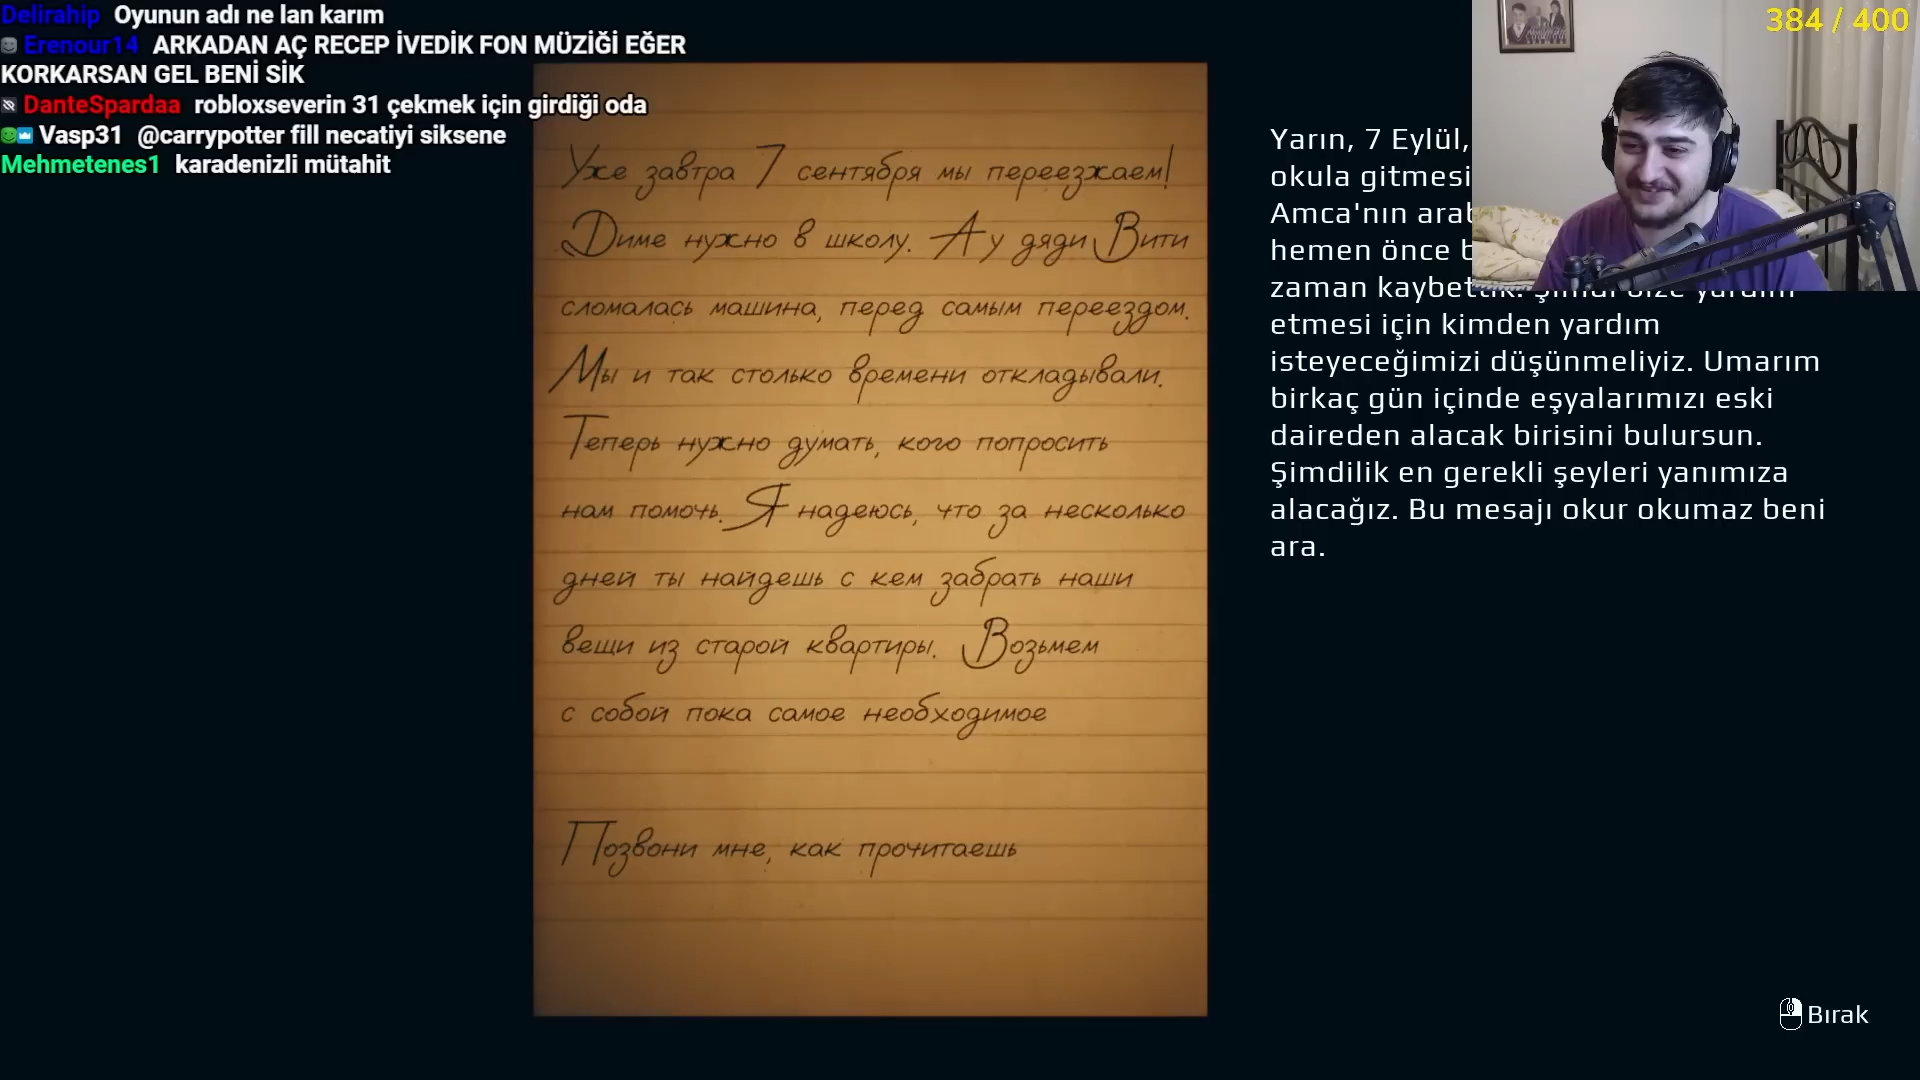 Delirahip Oyunun adı ne lan karım
Erenour14 ARKADAN AÇ RECEP İVEDİK FON MÜZİĞİ EĞER
KORKARSAN GEL BENİ SİK
DanteSpardaa robloxseverin 31 çekmek için girdiği oda
Vasp31 @carrypotter fill necatiyi siksene
Mehmetenes1 karadenizli mütahit
384 / 400
Уже завтра 7 сентября мы переезжаем!
Диме нужно в школу. А у дяди Вити
сломалась машина, перед самым переездом.
Мы и так столько времени откладывали.
Теперь нужно думать, кого попросить
нам помочь. Я надеюсь, что за несколько
дней ты найдешь с кем забрать наши
вещи из старой квартиры. Возьмем
с собой пока самое необходимое
Позвони мне, как прочитаешь
Yarın, 7 Eylül,
okula gitmesi
Amca'nın
hemen önce
zaman
etmesi için kimden yardım
isteyeceğimizi düşünmeliyiz. Umarım
birkaç gün içinde eşyalarımızı eski
daireden alacak birisini bulursun.
Şimdilik en gerekli şeyleri yanımıza
alacağız. Bu mesajı okur okumaz beni
ara.
Bırak